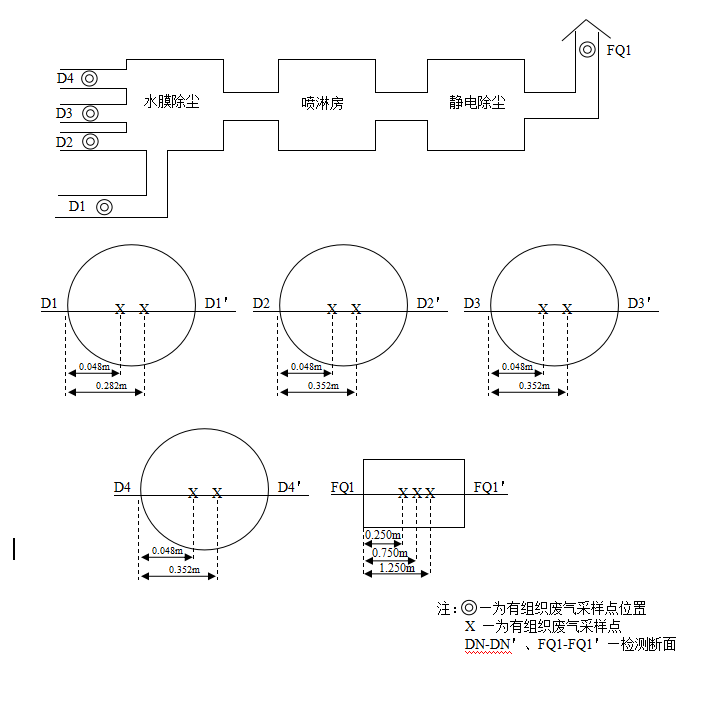 FQ1
D4
水膜除尘
喷淋房
静电除尘
D3
D2
D1
D1 X X D1′
0.048m
0.282m
D2 X X D2′
0.048m
0.352m
D3 X X D3′
0.048m
0.352m
D4 X X D4′
0.048m
0.352m
FQ1 X X X FQ1′
0.250m
0.750m
1.250m
注:◎—为有组织废气采样点位置
X —为有组织废气采样点
DN-DN′、FQ1-FQ1′—检测断面